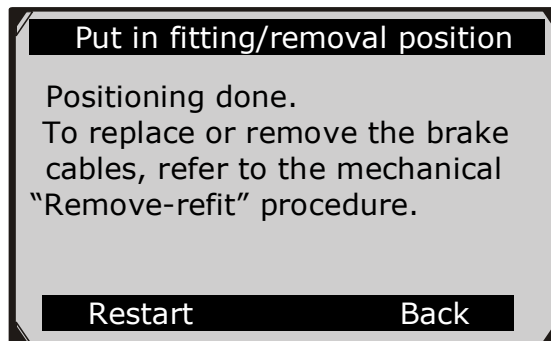 Put in fitting/removal position
Positioning done.
To replace or remove the brake
cables, refer to the mechanical
“Remove-refit” procedure.
Restart Back